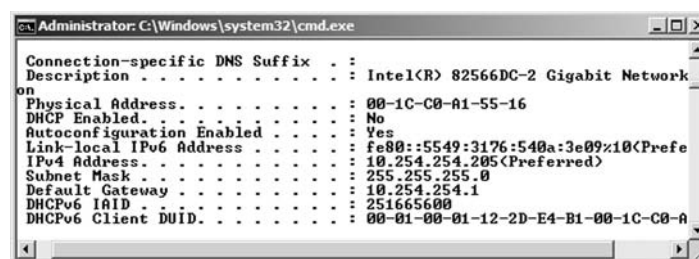 Administrator: C:\Windows\system32\cmd.exe
Connection-specific DNS Suffix . :
Description . . . . . . . . . . . : Intel(R) 82566DC-2 Gigabit Network
on
Physical Address. . . . . . . . . : 00-1C-C0-A1-55-16
DHCP Enabled. . . . . . . . . . . : No
Autoconfiguration Enabled . . . . : Yes
Link-local IPv6 Address . . . . . : fe80::5549:3176:540a:3e09%10(Prefe
IPv4 Address. . . . . . . . . . . : 10.254.254.205(Preferred)
Subnet Mask . . . . . . . . . . . : 255.255.255.0
Default Gateway . . . . . . . . . : 10.254.254.1
DHCPv6 IAID . . . . . . . . . . . : 251665600
DHCPv6 Client DUID. . . . . . . . : 00-01-00-01-12-2D-E4-B1-00-1C-C0-A